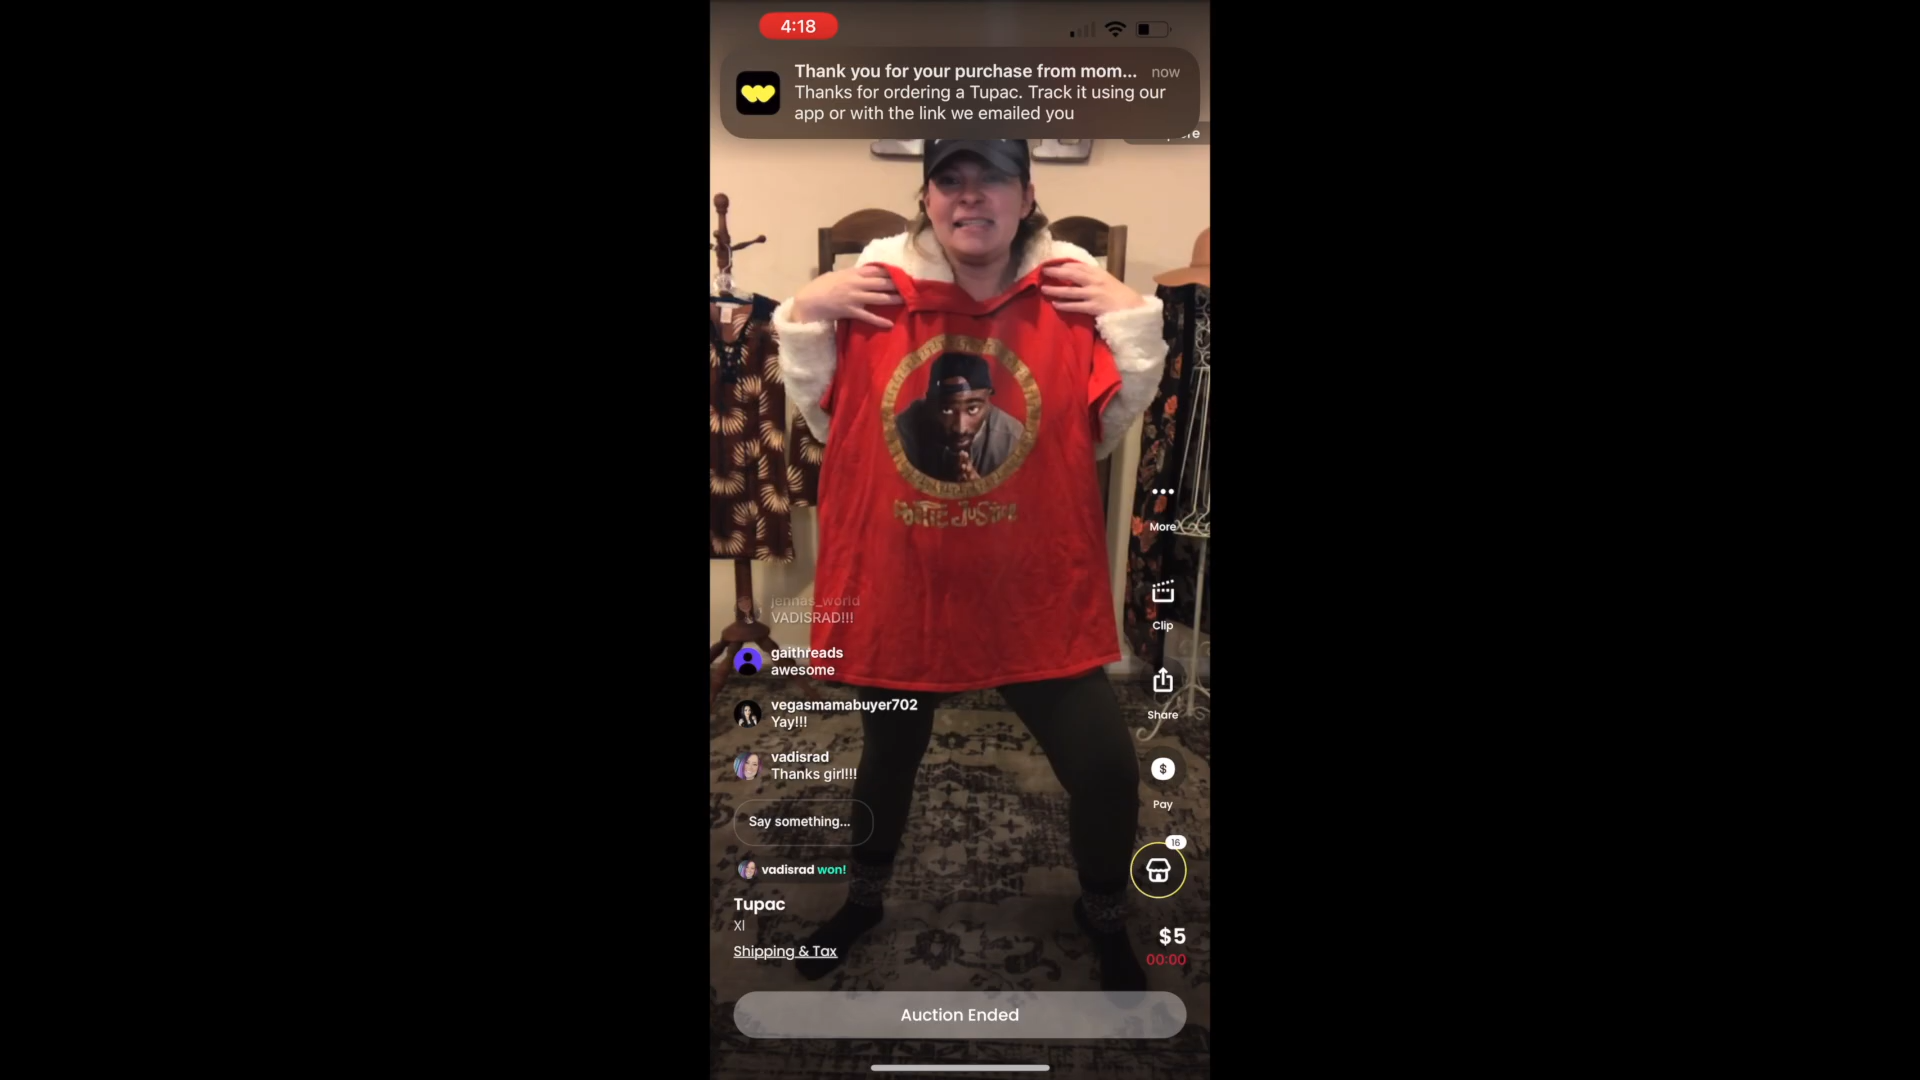 4:18
Thank you for your purchase from mom...
now
Thanks for ordering a Tupac. Track it using our
app or with the link we emailed you
More
jennas_world
VADISRAD!!!
Clip
gaithreads
awesome
Share
vegasmamabuyer702
Yay!!!
vadisrad
Thanks girl!!!
Pay
Say something...
16
vadisrad won!
Tupac
Xl
$5
Shipping & Tax
00:00
Auction Ended